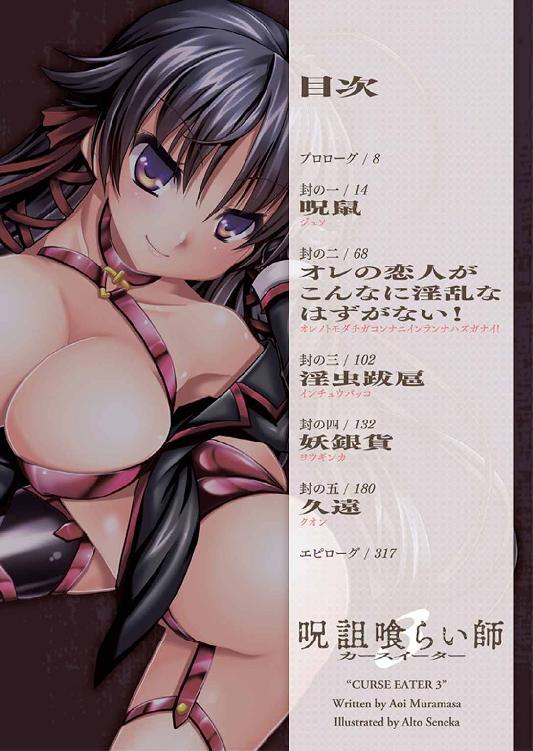 目次
プロローグ / 8
封の一 / 14
呪鼠
ジュソ
封の二 / 68
オレの恋人が
こんなに淫乱な
はずがない!
オレノトモダチガコンナニインランナハズガナイ!
封の三 / 102
淫虫跋扈
インチュウバッコ
封の四 / 132
妖銀貨
ヨウギンカ
封の五 / 180
久遠
クオン
エピローグ / 317
呪詛喰らい師
3
カースイーター
“CURSE EATER 3”
Written by Aoi Muramasa
Illustrated by Alto Seneka